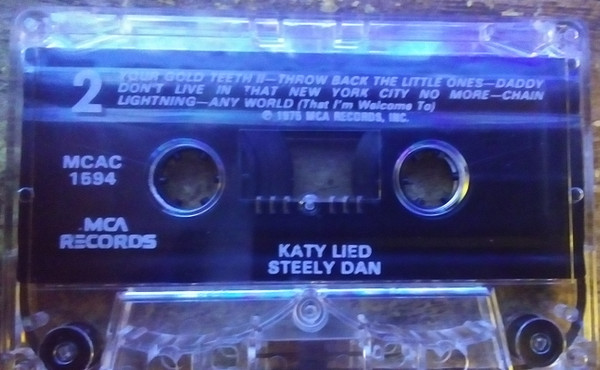 2
YOUR GOLD TEETH II—THROW BACK THE LITTLE ONES—DADDY
DON'T LIVE IN THAT NEW YORK CITY NO MORE—CHAIN
LIGHTNING—ANY WORLD (That I'm Welcome To)
© 1975 MCA RECORDS, INC.
MCAC
1594
MCA
RECORDS
KATY LIED
STEELY DAN